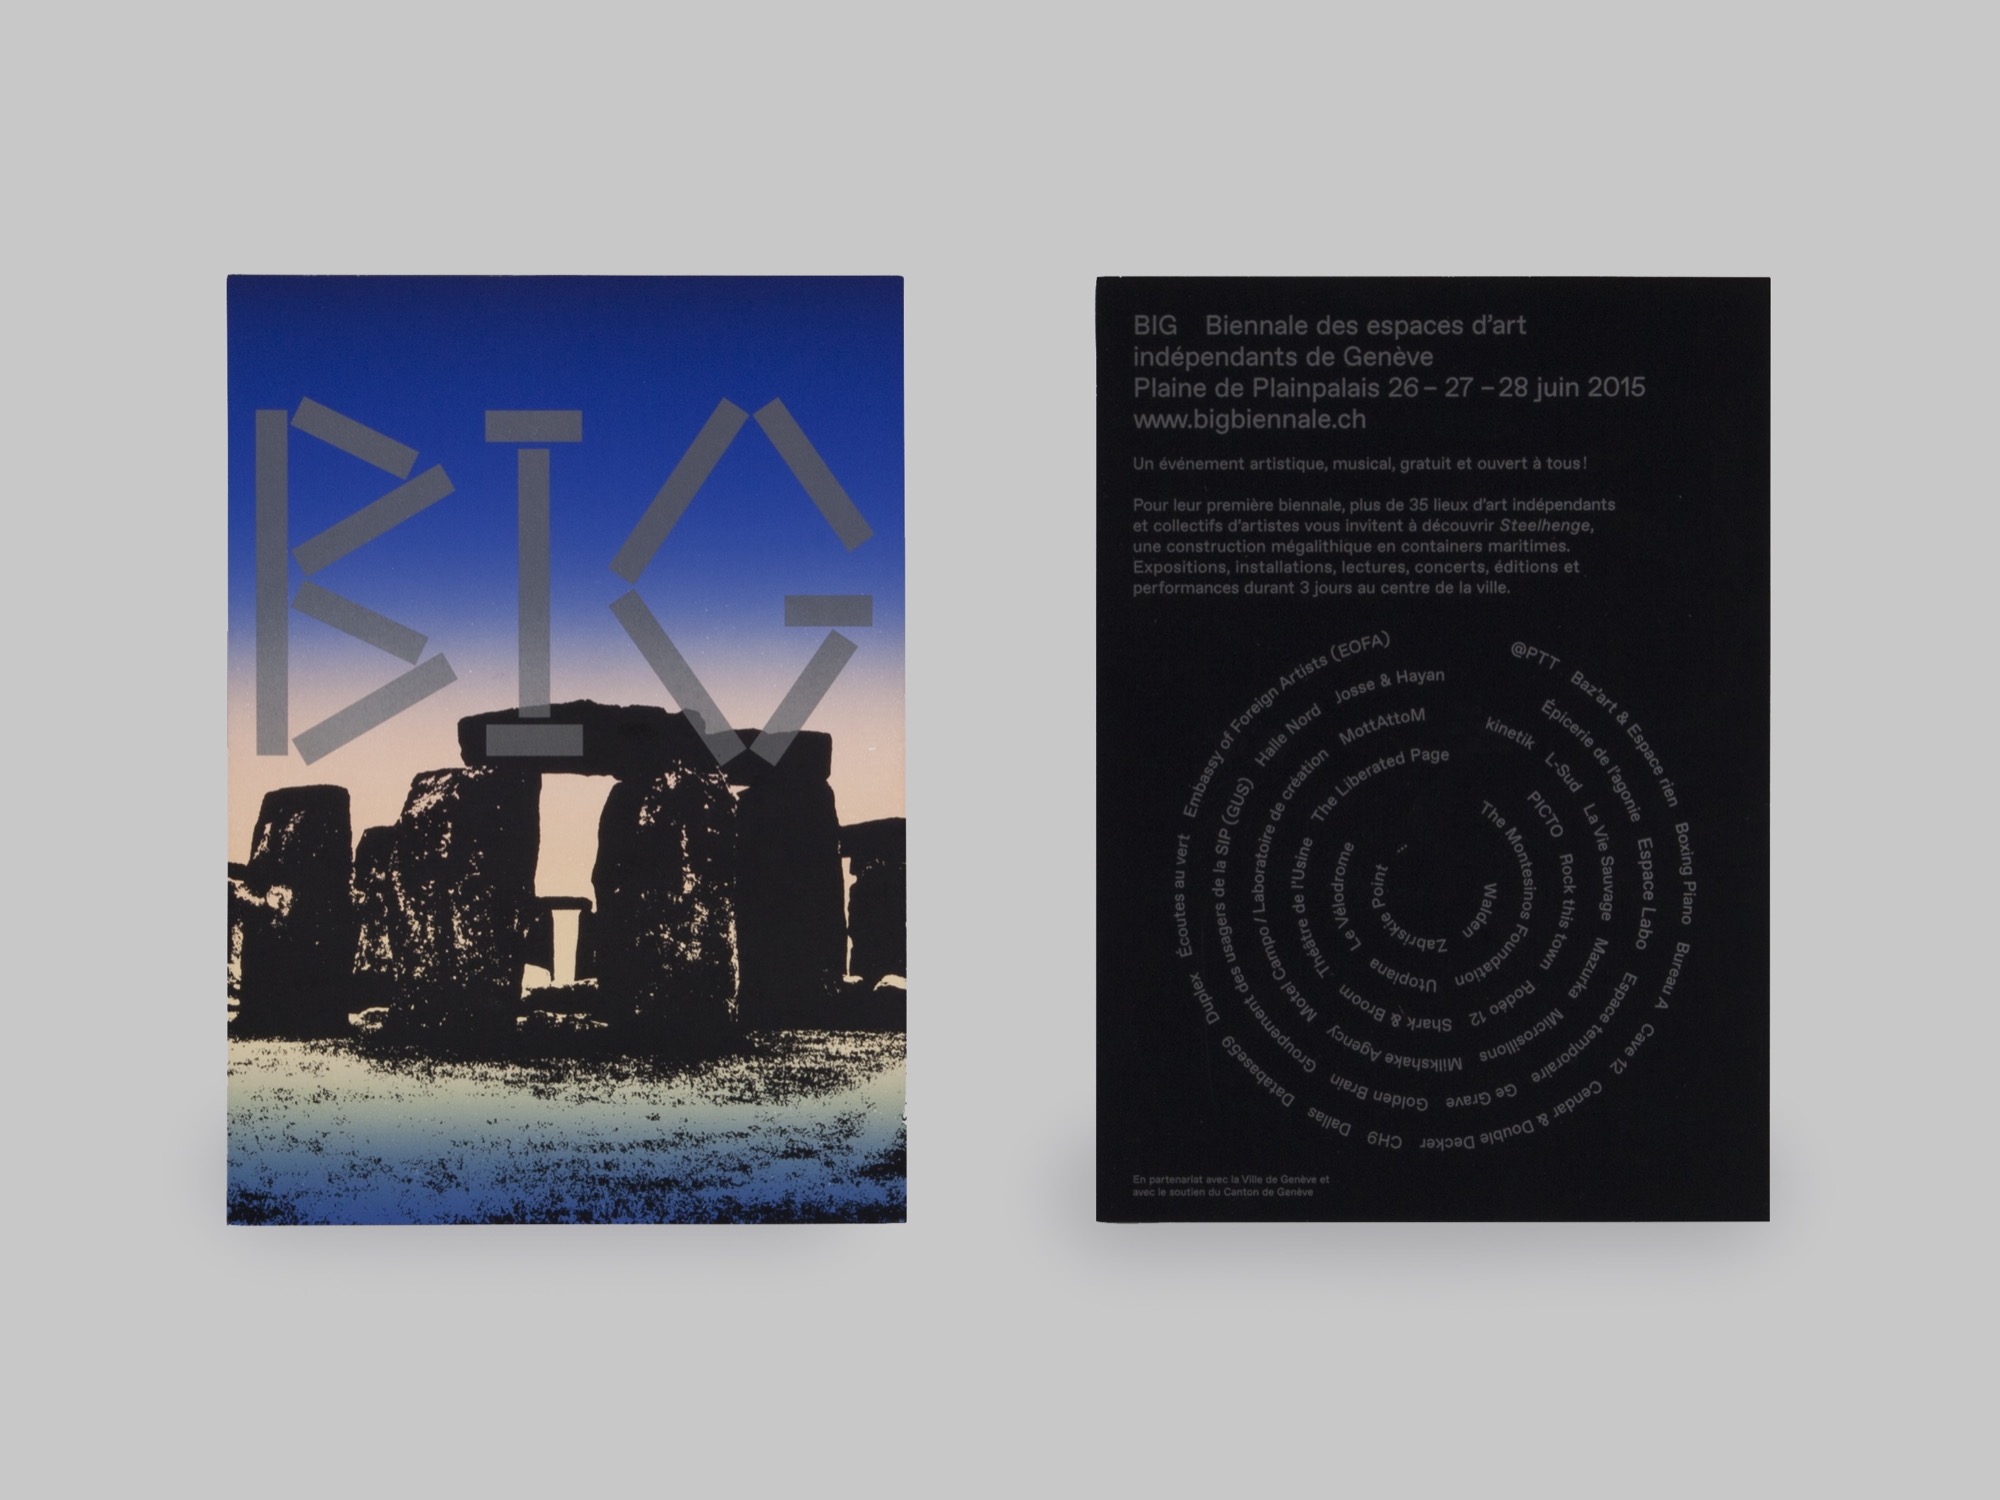 BIG
BIG Biennale des espaces d’art
indépendants de Genève
Plaine de Plainpalais 26 – 27 – 28 juin 2015
www.bigbiennale.ch
Un événement artistique, musical, gratuit et ouvert à tous !
Pour leur première biennale, plus de 35 lieux d’art indépendants
et collectifs d’artistes vous invitent à découvrir Steelhenge,
une construction mégalithique en containers maritimes.
Expositions, installations, lectures, concerts, éditions et
performances durant 3 jours au centre de la ville.
@PTT Baz’art & Espace rien Boxing Piano Bureau A Cave 12 Cendar & Double Decker CH9 Dallas Database59 Duplex Écoutes au vert Embassy of Foreign Artists (EOFA)
Épicerie de l’agonie Espace Labo Espace temporaire Ge Grave Golden Brain Groupement des usagers de la SIP (GUS) Halle Nord Josse & Hayan
kinetik L-Sud La Vie Sauvage Mazurka Microsillons Milkshake Agency Motel Campo / Laboratoire de création MottAttoM
PICTO Rock this town Rodéo 12 Shark & Broom Théâtre de l’Usine The Liberated Page
The Montesinos Foundation Utopiana Le Vélodrome
Walden Zabriskie Point ...
En partenariat avec la Ville de Genève et
avec le soutien du Canton de Genève